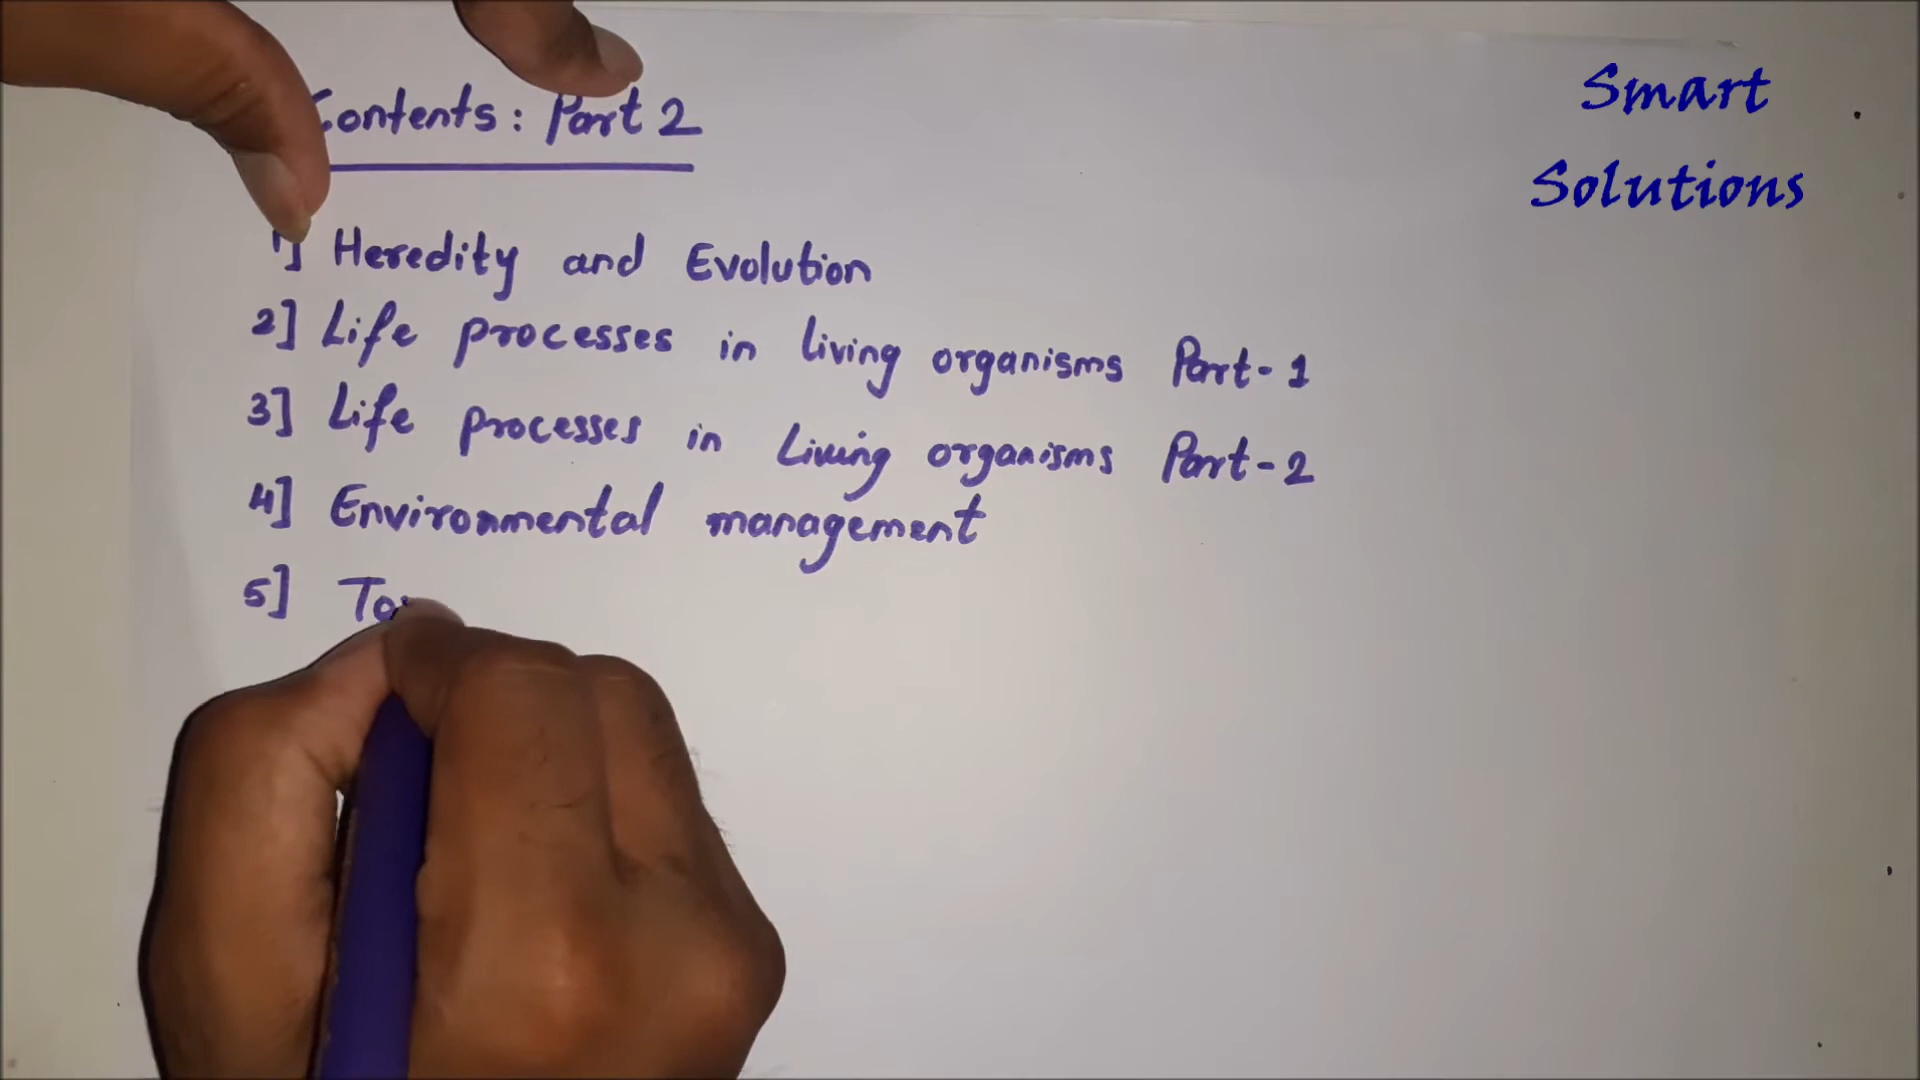 Contents: Part 2
1] Heredity and Evolution
2] Life processes in living organisms Part-1
3] Life processes in Living organisms Part-2
4] Environmental management
5]
Smart
Solutions